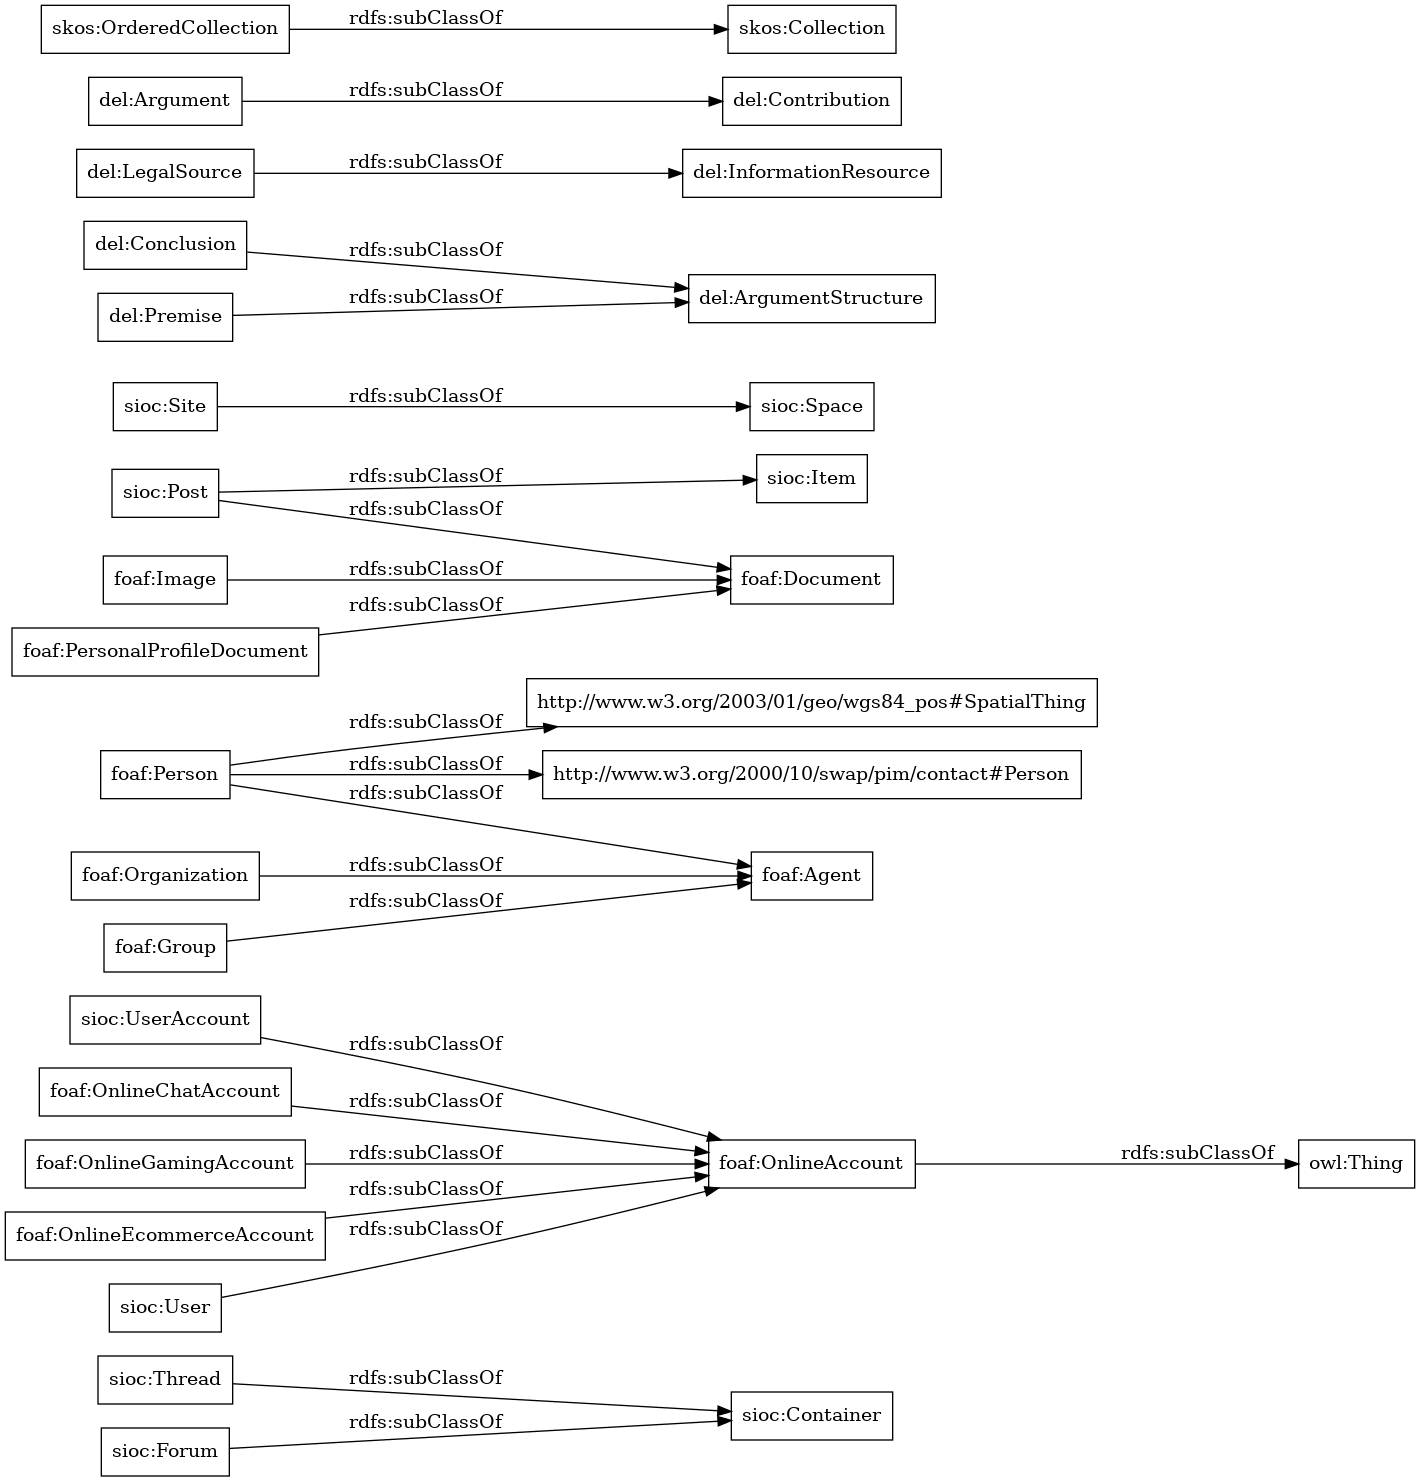 skos:OrderedCollection rdfs:subClassOf skos:Collection
del:Argument rdfs:subClassOf del:Contribution
del:LegalSource rdfs:subClassOf del:InformationResource
del:Conclusion rdfs:subClassOf
del:ArgumentStructure
del:Premise rdfs:subClassOf
sioc:Site rdfs:subClassOf sioc:Space
sioc:Post rdfs:subClassOf sioc:Item
rdfs:subClassOf
foaf:Image rdfs:subClassOf foaf:Document
rdfs:subClassOf
foaf:PersonalProfileDocument
http://www.w3.org/2003/01/geo/wgs84_pos#SpatialThing
rdfs:subClassOf
foaf:Person rdfs:subClassOf http://www.w3.org/2000/10/swap/pim/contact#Person
rdfs:subClassOf
foaf:Organization rdfs:subClassOf foaf:Agent
rdfs:subClassOf
foaf:Group
sioc:UserAccount
rdfs:subClassOf
foaf:OnlineChatAccount rdfs:subClassOf
foaf:OnlineGamingAccount rdfs:subClassOf foaf:OnlineAccount rdfs:subClassOf owl:Thing
rdfs:subClassOf
foaf:OnlineEcommerceAccount rdfs:subClassOf
sioc:User
sioc:Thread rdfs:subClassOf
sioc:Container
rdfs:subClassOf
sioc:Forum